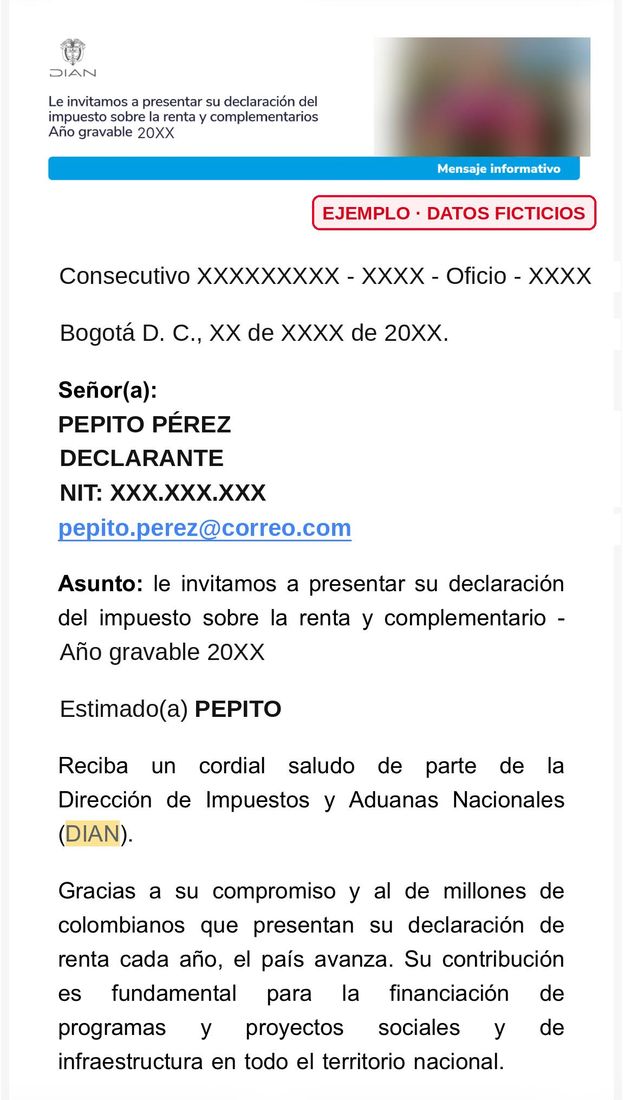 DIAN
Le invitamos a presentar su declaración del
impuesto sobre la renta y complementarios
Año gravable 20XX
Mensaje informativo
EJEMPLO · DATOS FICTICIOS
Consecutivo XXXXXXXXX - XXXX - Oficio - XXXX
Bogotá D. C., XX de XXXX de 20XX.
Señor(a):
PEPITO PÉREZ
DECLARANTE
NIT: XXX.XXX.XXX
pepito.perez@correo.com
Asunto: le invitamos a presentar su declaración
del impuesto sobre la renta y complementario -
Año gravable 20XX
Estimado(a) PEPITO
Reciba un cordial saludo de parte de la
Dirección de Impuestos y Aduanas Nacionales
(DIAN).
Gracias a su compromiso y al de millones de
colombianos que presentan su declaración de
renta cada año, el país avanza. Su contribución
es fundamental para la financiación de
programas y proyectos sociales y de
infraestructura en todo el territorio nacional.